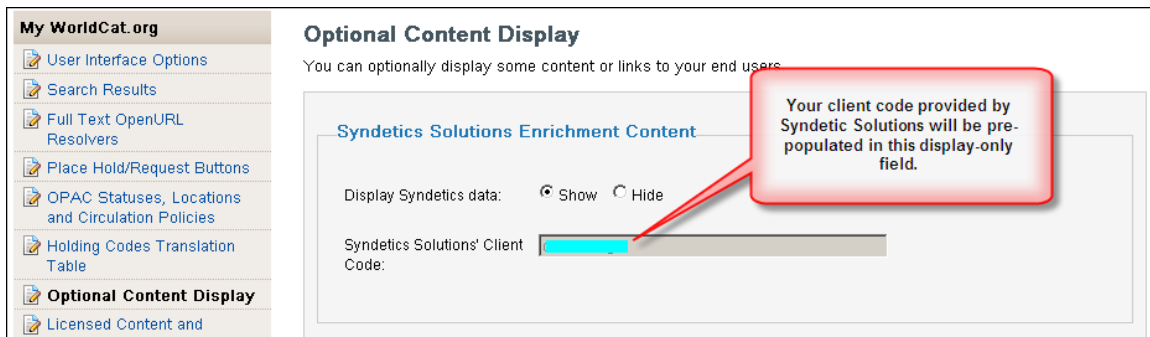 My WorldCat.org
User Interface Options
Search Results
Full Text OpenURL
Resolvers
Place Hold/Request Buttons
OPAC Statuses, Locations
and Circulation Policies
Holding Codes Translation
Table
Optional Content Display
Licensed Content and
Optional Content Display
You can optionally display some content or links to your end users
Syndetics Solutions Enrichment Content
Display Syndetics data:
Show Hide
Syndetics Solutions' Client
Code:
Your client code provided by
Syndetic Solutions will be pre-
populated in this display-only
field.